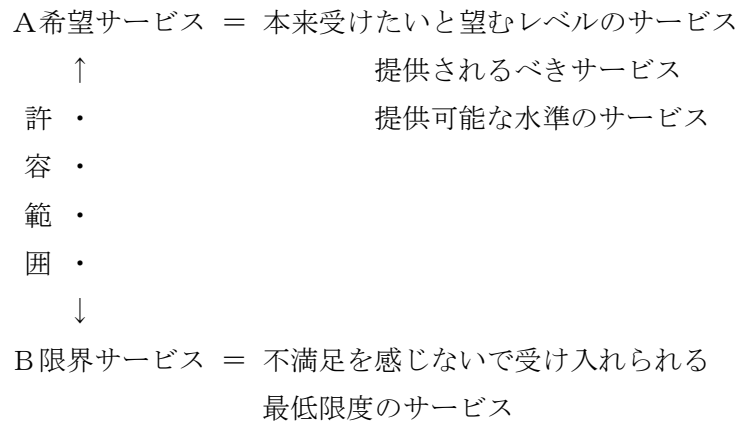 A希望サービス ＝ 本来受けたいと望むレベルのサービス
↑ 提供されるべきサービス
許 ・ 提供可能な水準のサービス
容 ・
範 ・
囲 ・
↓
B限界サービス ＝ 不満足を感じないで受け入れられる
最低限度のサービス